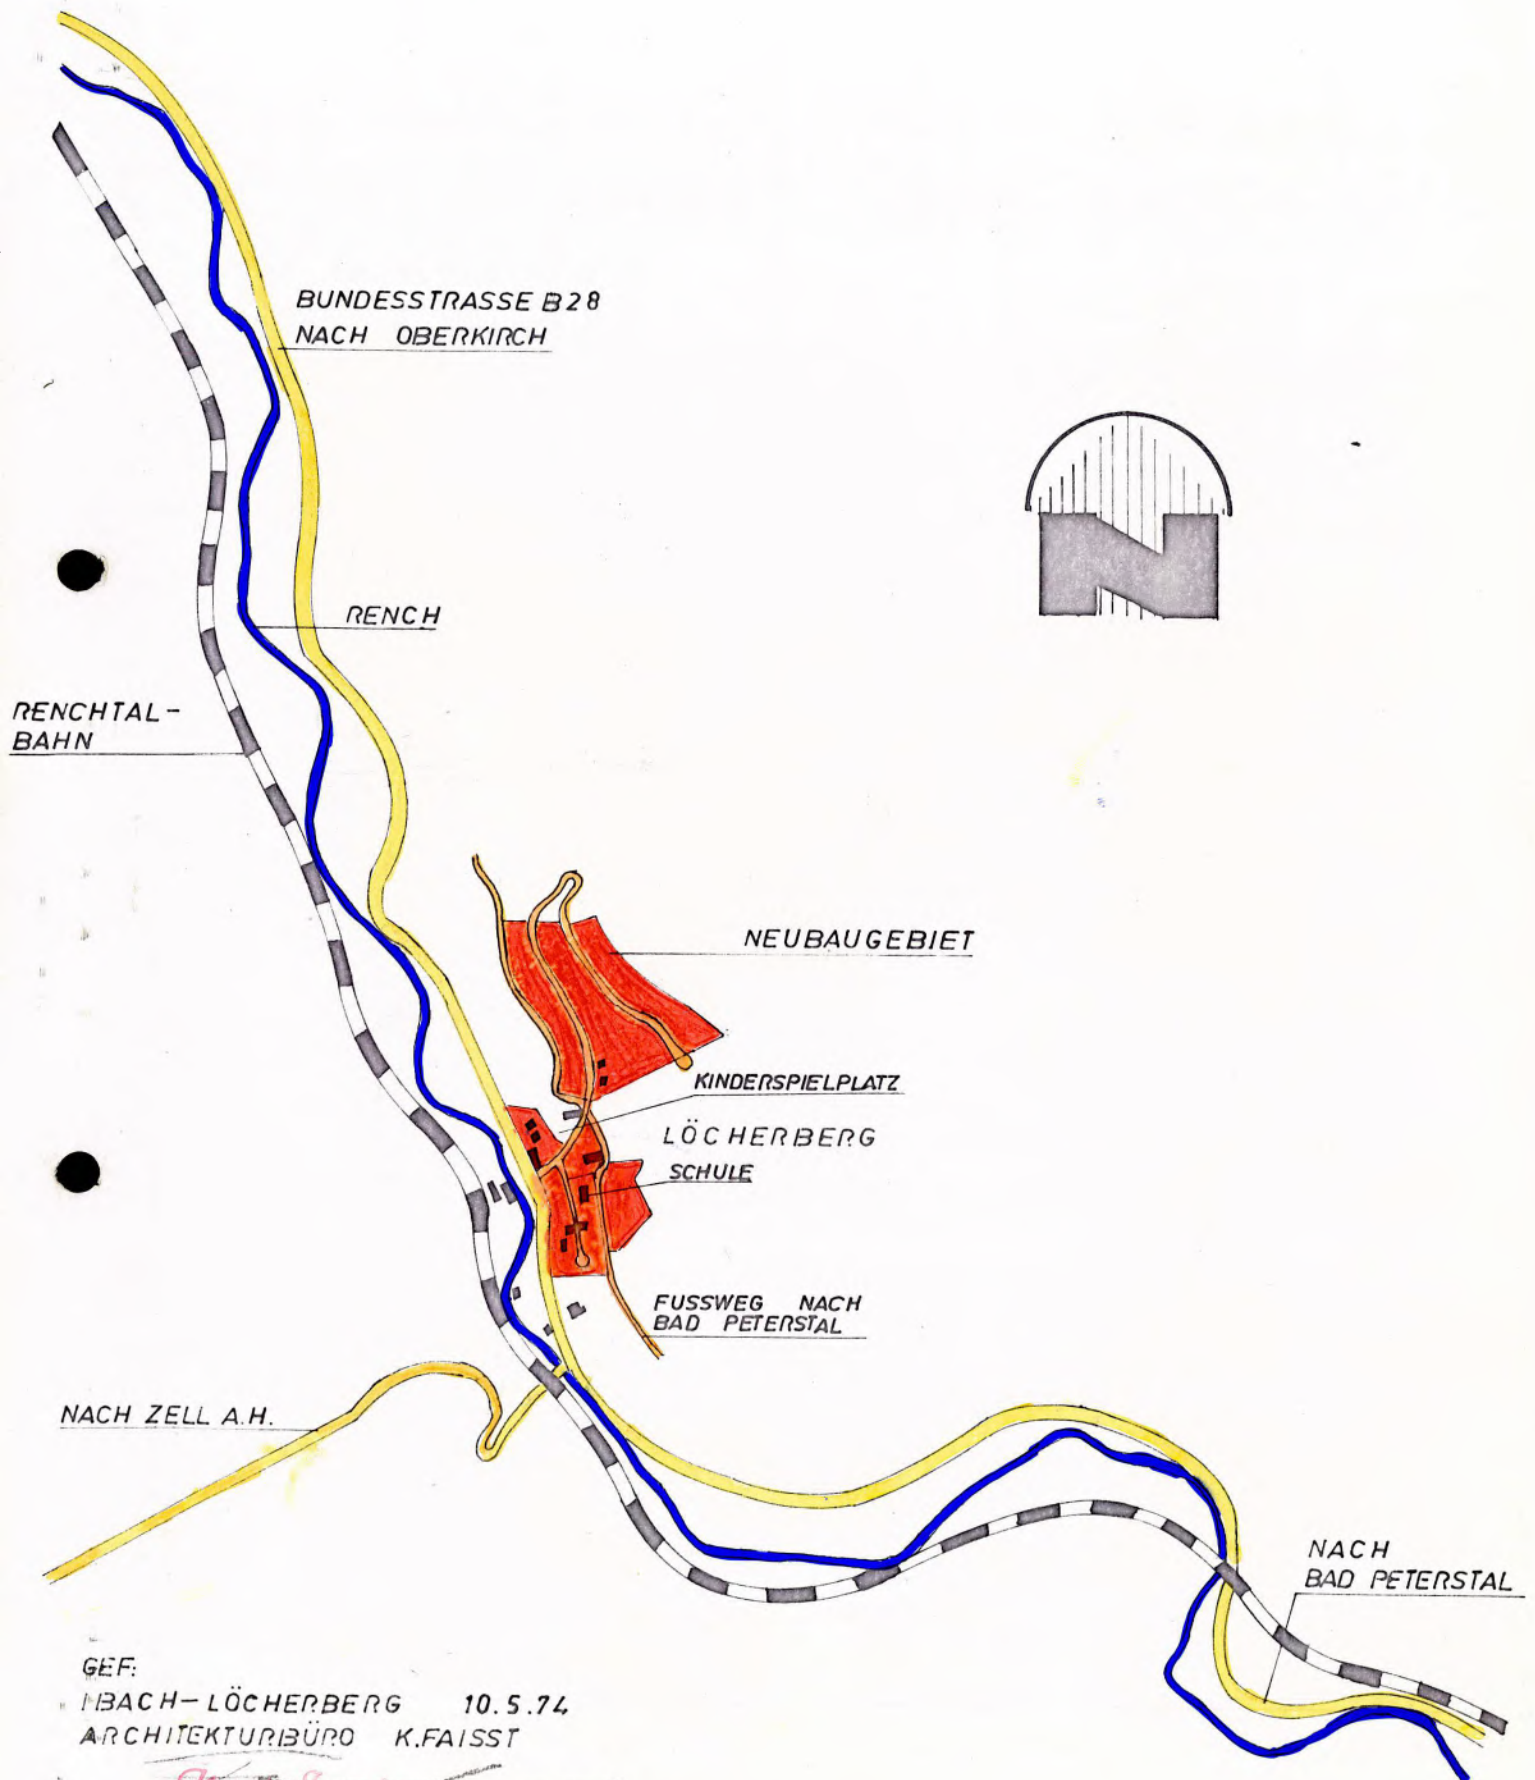 BUNDESSTRASSE B28
NACH OBERKIRCH
N
RENCH
RENCHTAL-
BAHN
NEUBAUGEBIET
KINDERSPIELPLATZ
LÖCHERBERG
SCHULE
FUSSWEG NACH
BAD PETERSTAL
NACH ZELL A.H.
NACH
BAD PETERSTAL
GEF:
IBACH-LÖCHERBERG 10.5.74
ARCHITEKTURBÜRO K.FAISST